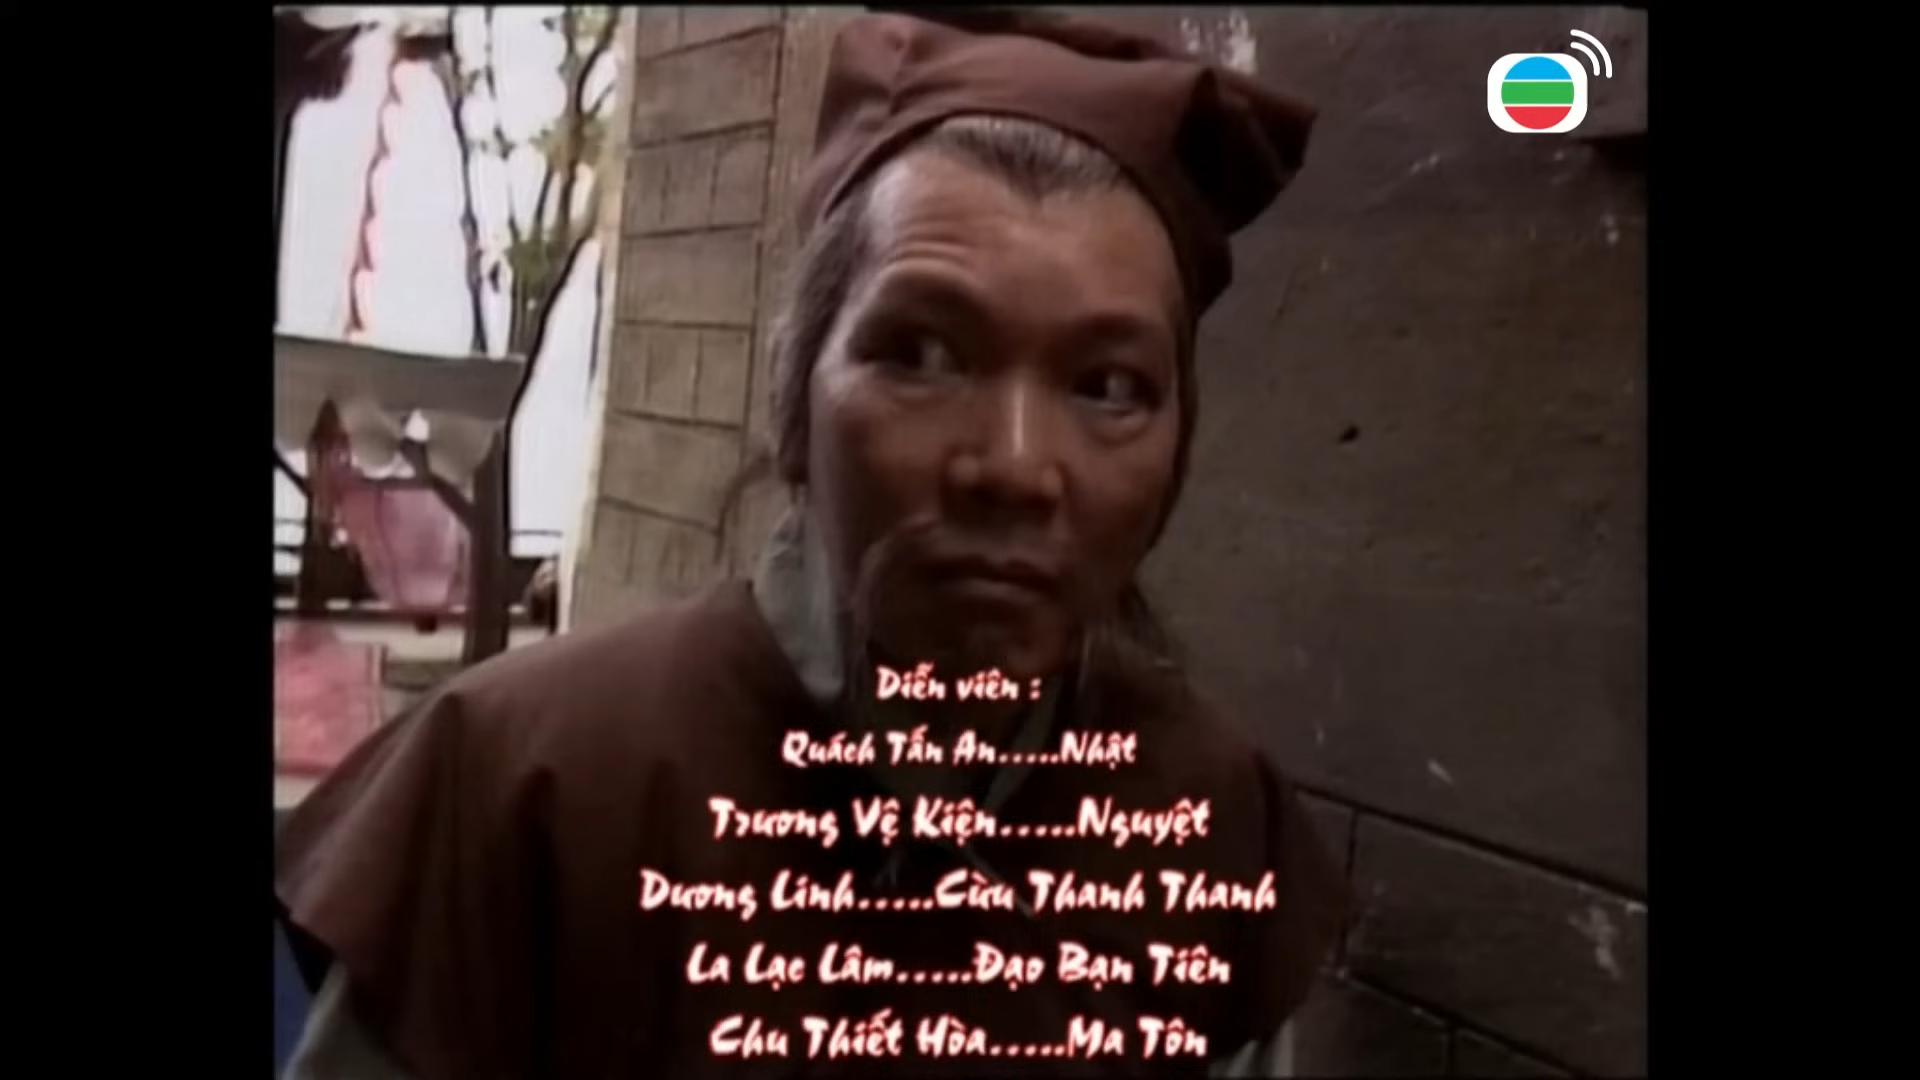 Diễn viên :
Quách Tấn An.....Nhật
Trương Vệ Kiện.....Nguyệt
Dương Linh.....Cừu Thanh Thanh
La Lạc Lâm.....Đạo Bạn Tiên
Chu Thiết Hòa.....Ma Tôn